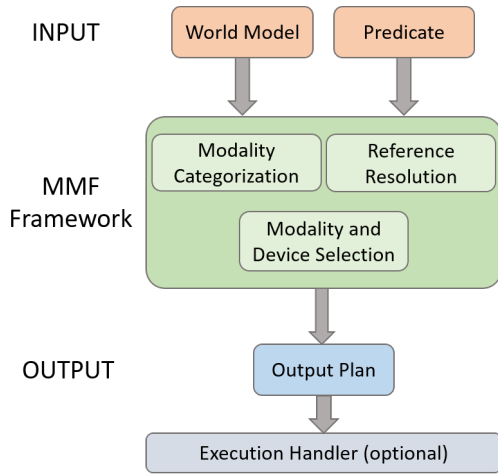 INPUT
World Model
Predicate
MMF
Framework
Modality
Categorization
Reference
Resolution
Modality and
Device Selection
OUTPUT
Output Plan
Execution Handler (optional)